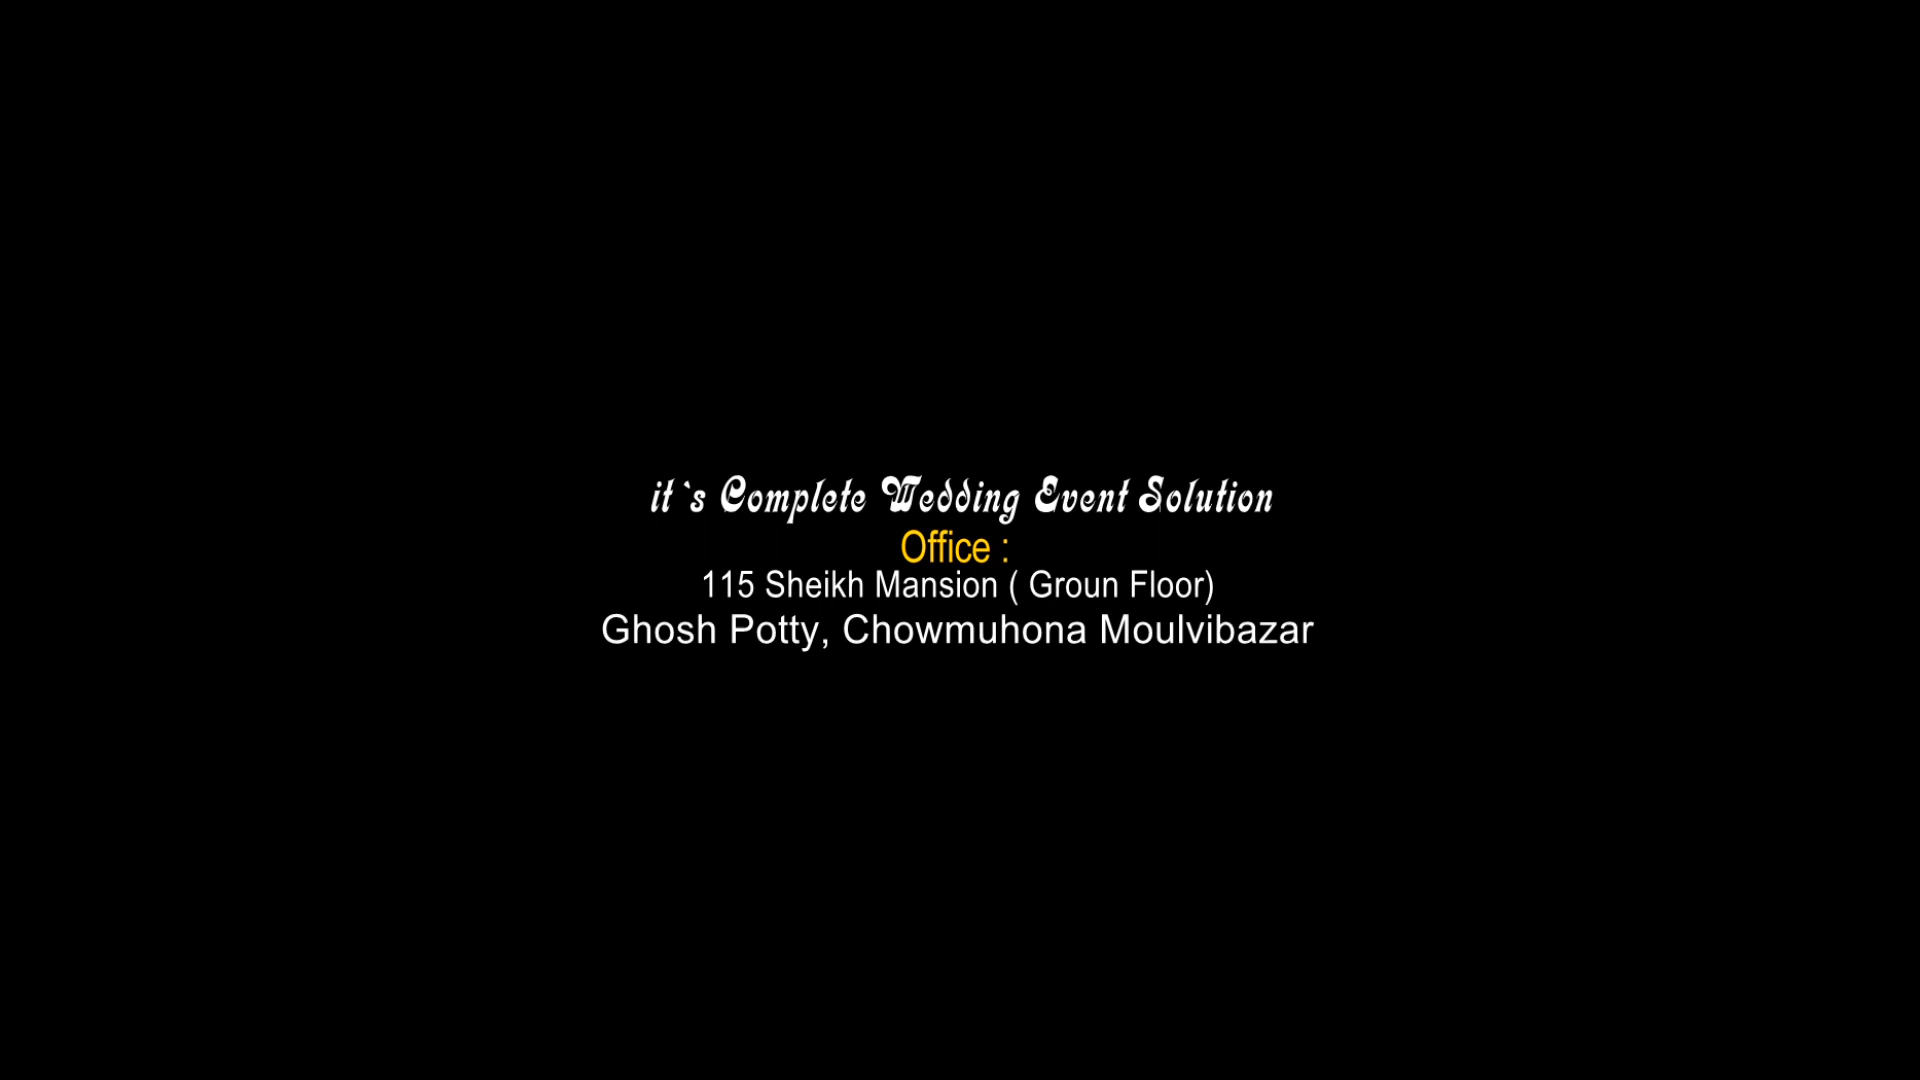 it`s Complete Wedding Event Solution
Office :
115 Sheikh Mansion ( Groun Floor)
Ghosh Potty, Chowmuhona Moulvibazar